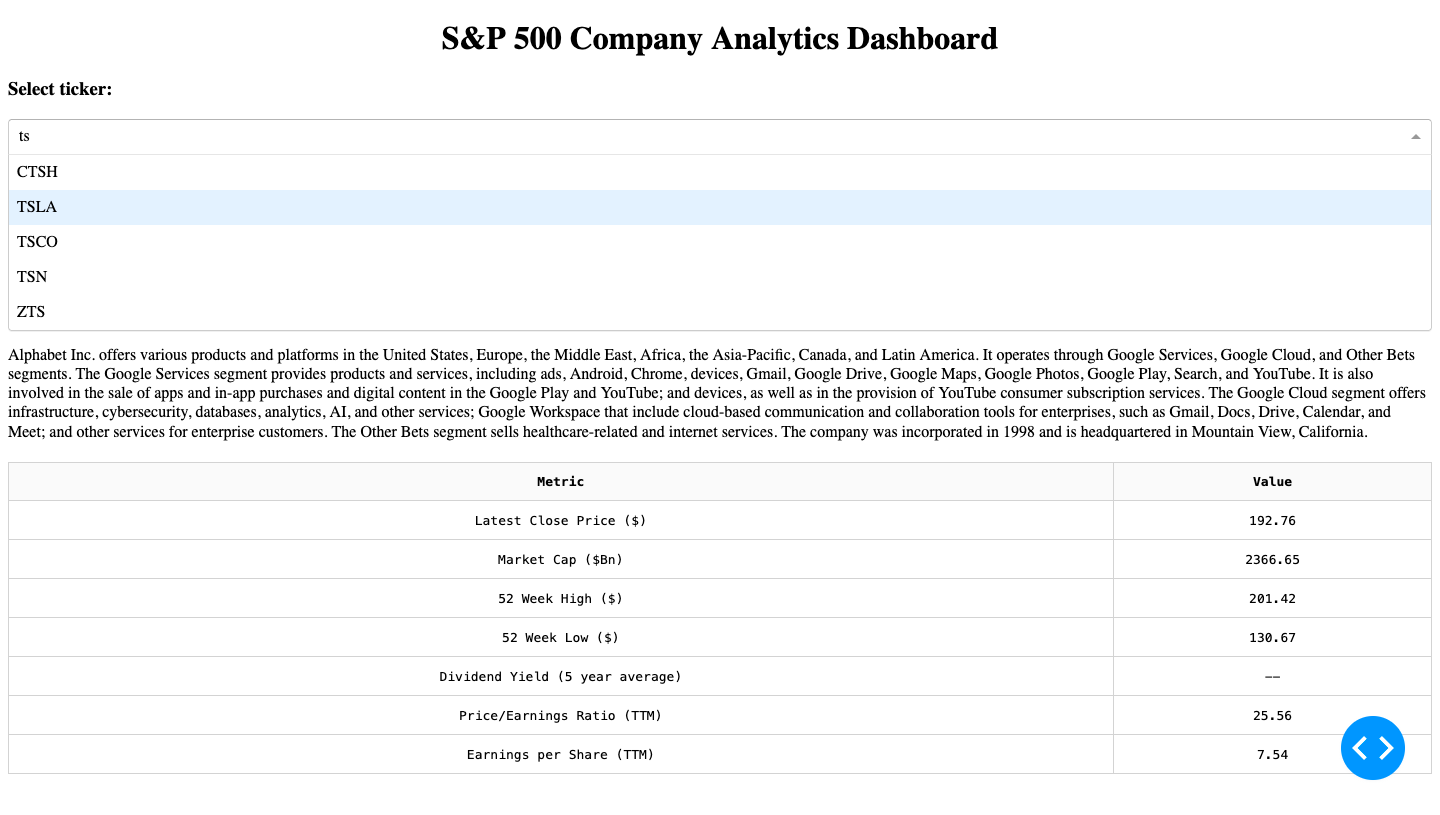 S&P 500 Company Analytics Dashboard
Select ticker:
ts
CTSH
TSLA
TSCO
TSN
ZTS
Alphabet Inc. offers various products and platforms in the United States, Europe, the Middle East, Africa, the Asia-Pacific, Canada, and Latin America. It operates through Google Services, Google Cloud, and Other Bets
segments. The Google Services segment provides products and services, including ads, Android, Chrome, devices, Gmail, Google Drive, Google Maps, Google Photos, Google Play, Search, and YouTube. It is also
involved in the sale of apps and in-app purchases and digital content in the Google Play and YouTube; and devices, as well as in the provision of YouTube consumer subscription services. The Google Cloud segment offers
infrastructure, cybersecurity, databases, analytics, AI, and other services; Google Workspace that include cloud-based communication and collaboration tools for enterprises, such as Gmail, Docs, Drive, Calendar, and
Meet; and other services for enterprise customers. The Other Bets segment sells healthcare-related and internet services. The company was incorporated in 1998 and is headquartered in Mountain View, California.
Metric Value
Latest Close Price ($) 192.76
Market Cap ($Bn) 2366.65
52 Week High ($) 201.42
52 Week Low ($) 130.67
Dividend Yield (5 year average) --
Price/Earnings Ratio (TTM) 25.56
Earnings per Share (TTM) 7.54